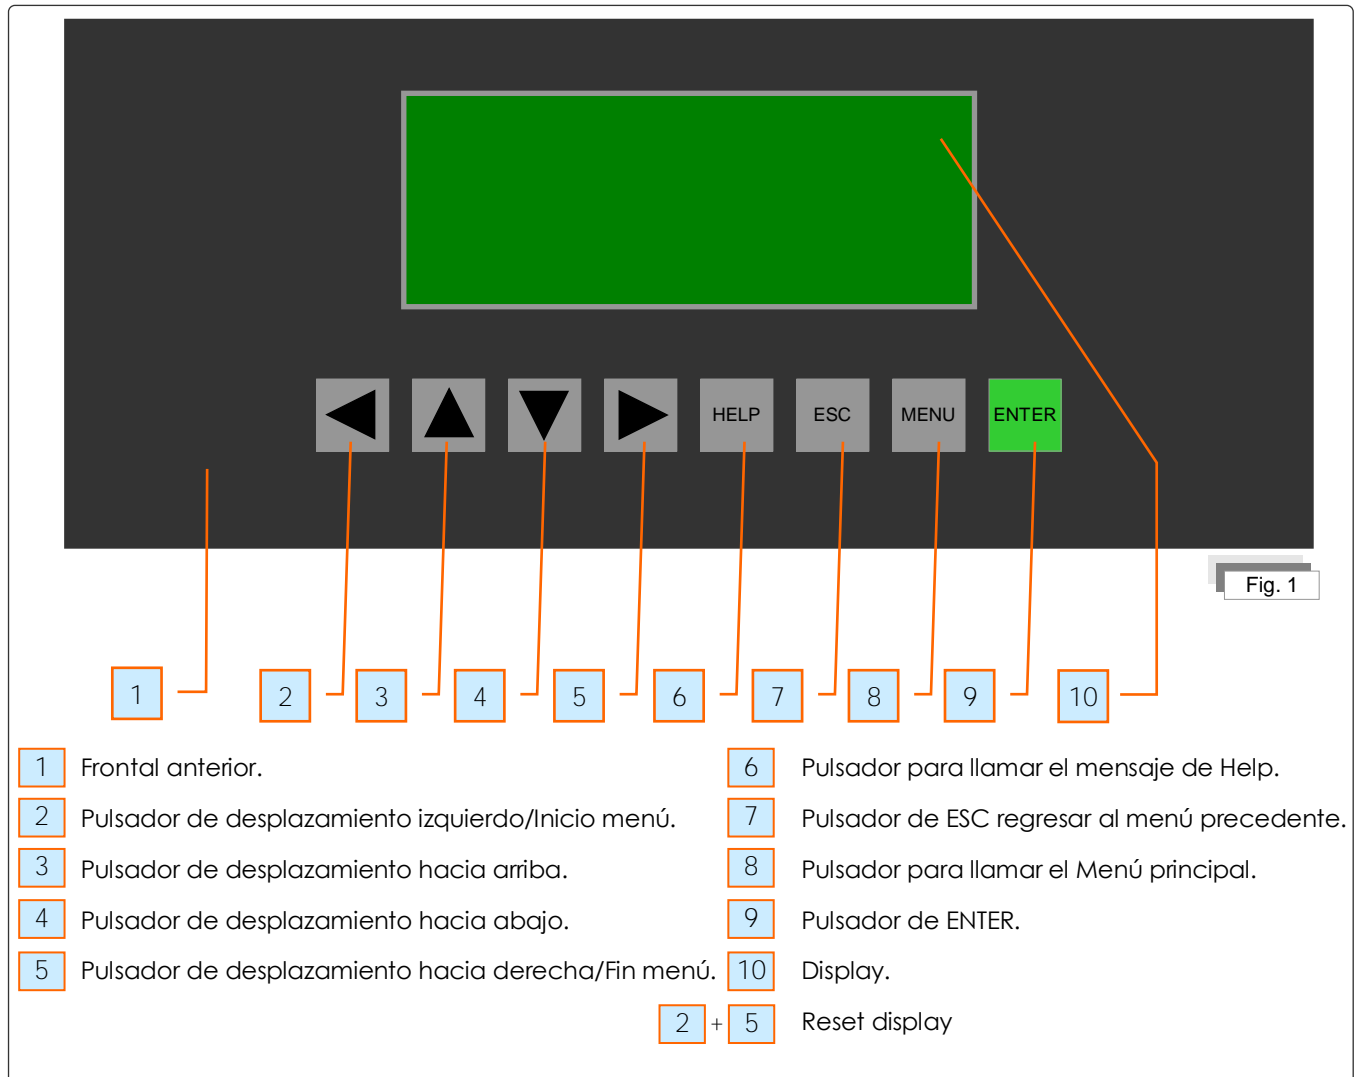 HELP ESC MENU ENTER
Fig. 1
1 2 3 4 5 6 7 8 9 10
1 Frontal anterior.
2 Pulsador de desplazamiento izquierdo/Inicio menú.
3 Pulsador de desplazamiento hacia arriba.
4 Pulsador de desplazamiento hacia abajo.
5 Pulsador de desplazamiento hacia derecha/Fin menú.
6 Pulsador para llamar el mensaje de Help.
7 Pulsador de ESC regresar al menú precedente.
8 Pulsador para llamar el Menú principal.
9 Pulsador de ENTER.
10 Display.
2 + 5 Reset display